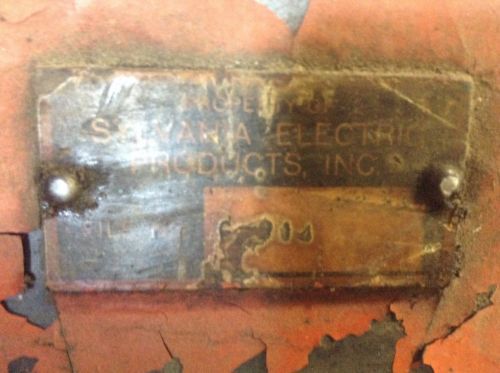 PROPERTY OF
SYLVANIA ELECTRIC
PRODUCTS, INC.